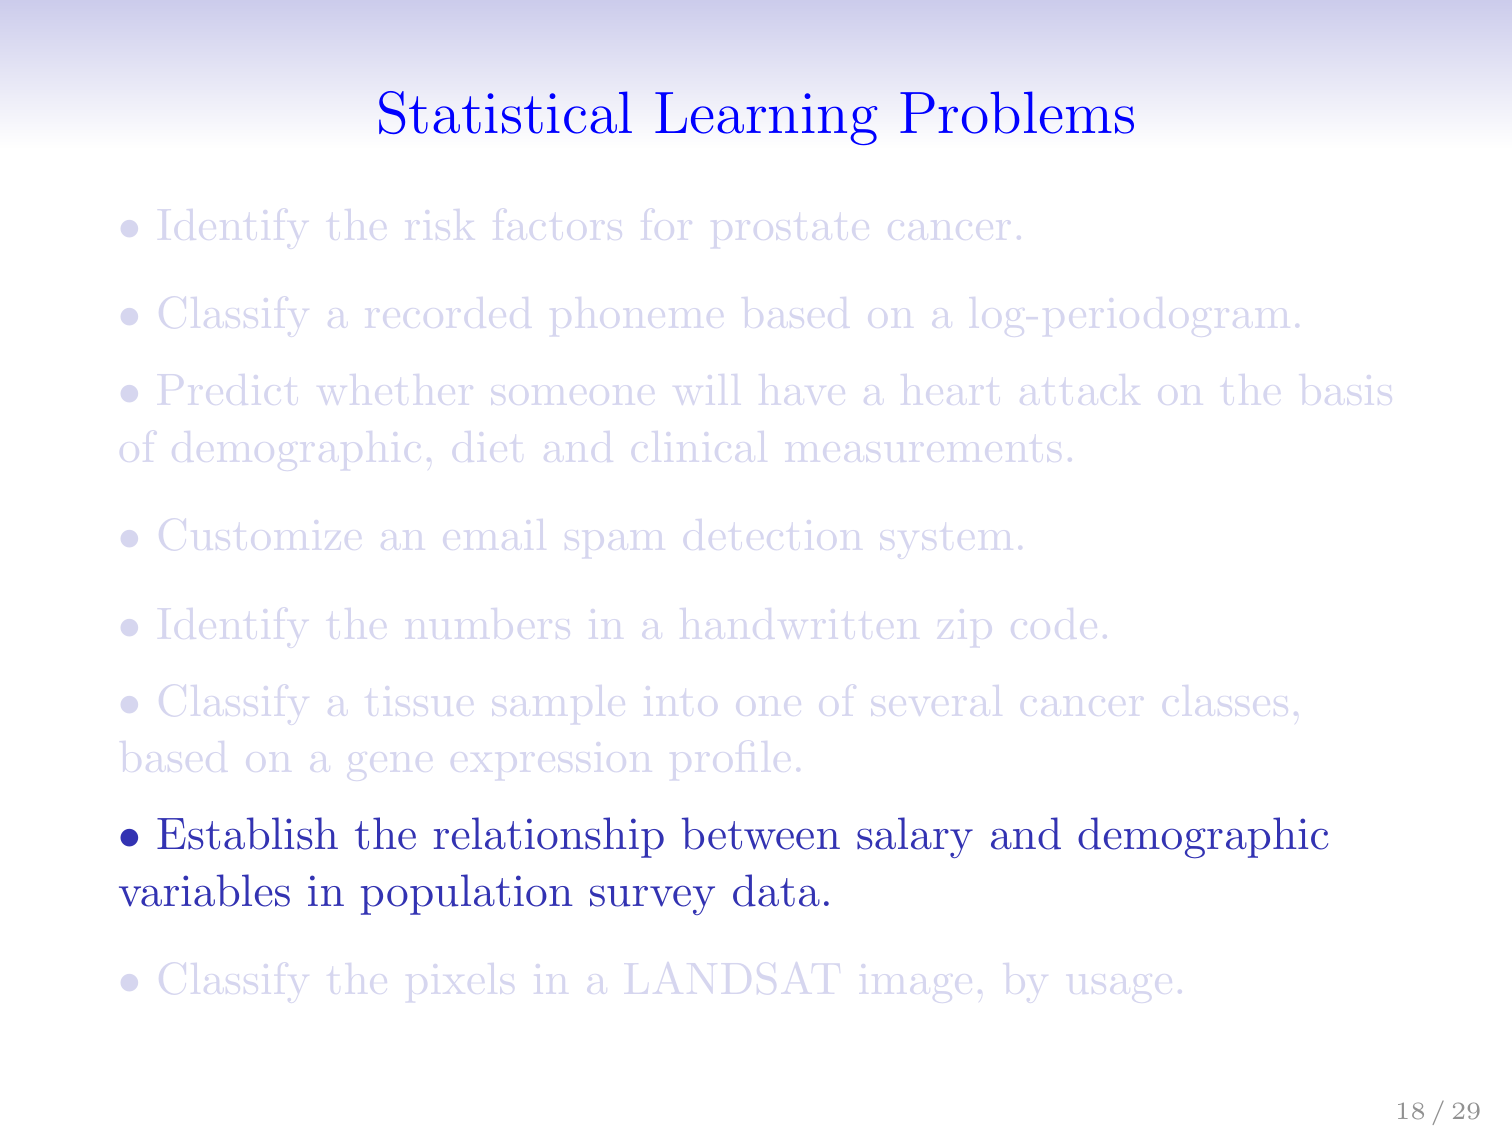 Statistical Learning Problems
• Identify the risk factors for prostate cancer.
• Classify a recorded phoneme based on a log-periodogram.
• Predict whether someone will have a heart attack on the basis
of demographic, diet and clinical measurements.
• Customize an email spam detection system.
• Identify the numbers in a handwritten zip code.
• Classify a tissue sample into one of several cancer classes,
based on a gene expression profile.
• Establish the relationship between salary and demographic
variables in population survey data.
• Classify the pixels in a LANDSAT image, by usage.
18 / 29